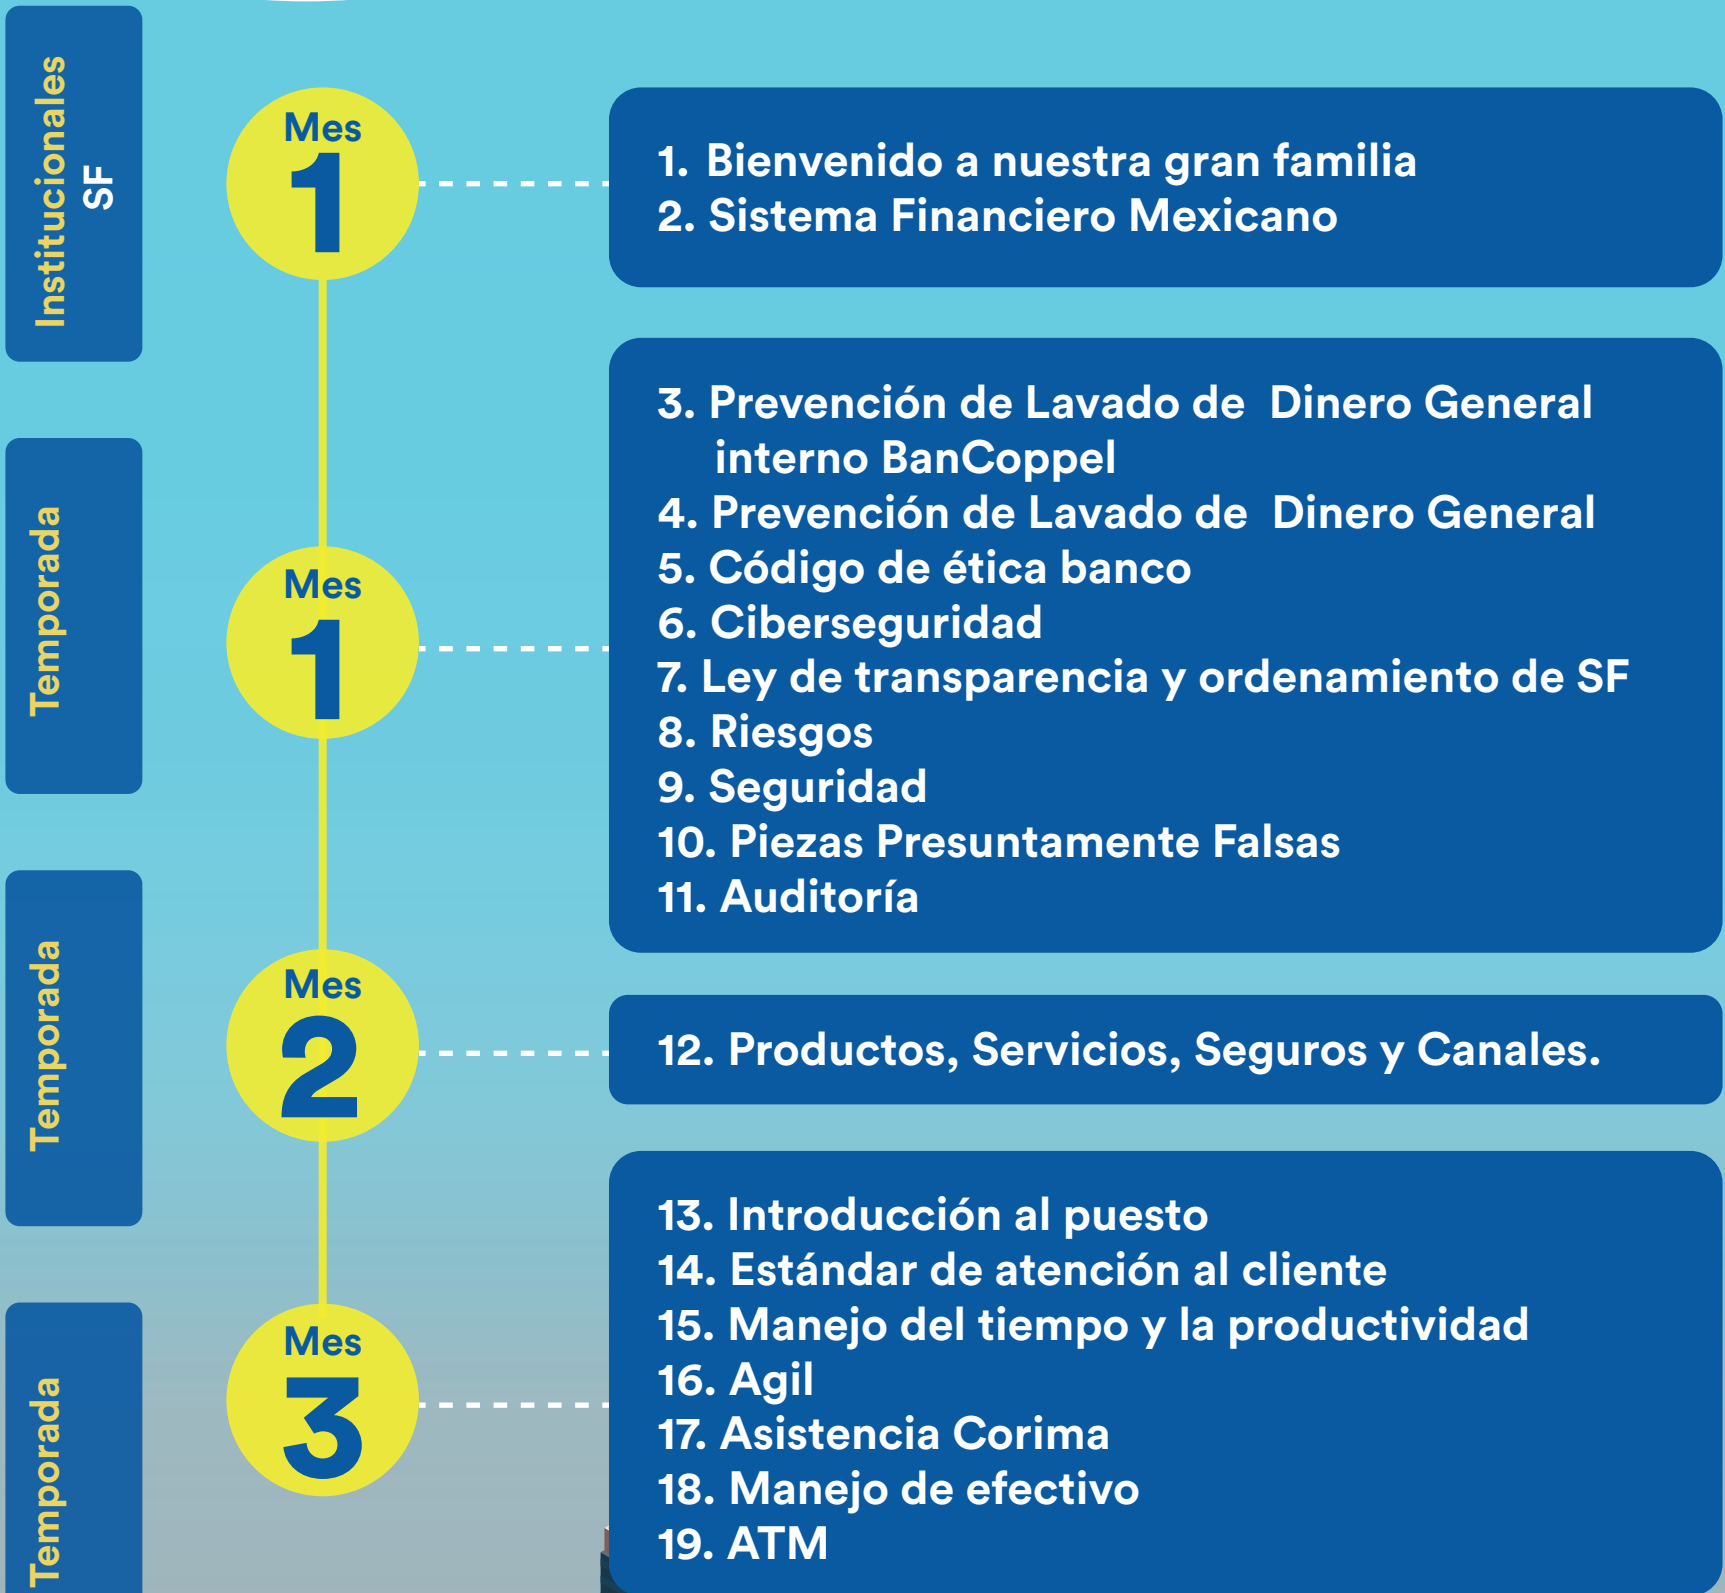 Institucionales
SF
Mes
1
1. Bienvenido a nuestra gran familia
2. Sistema Financiero Mexicano
Temporada
Mes
1
3. Prevención de Lavado de Dinero General
interno BanCoppel
4. Prevención de Lavado de Dinero General
5. Código de ética banco
6. Ciberseguridad
7. Ley de transparencia y ordenamiento de SF
8. Riesgos
9. Seguridad
10. Piezas Presuntamente Falsas
11. Auditoría
Temporada
Mes
2
12. Productos, Servicios, Seguros y Canales.
Temporada
Mes
3
13. Introducción al puesto
14. Estándar de atención al cliente
15. Manejo del tiempo y la productividad
16. Agil
17. Asistencia Corima
18. Manejo de efectivo
19. ATM